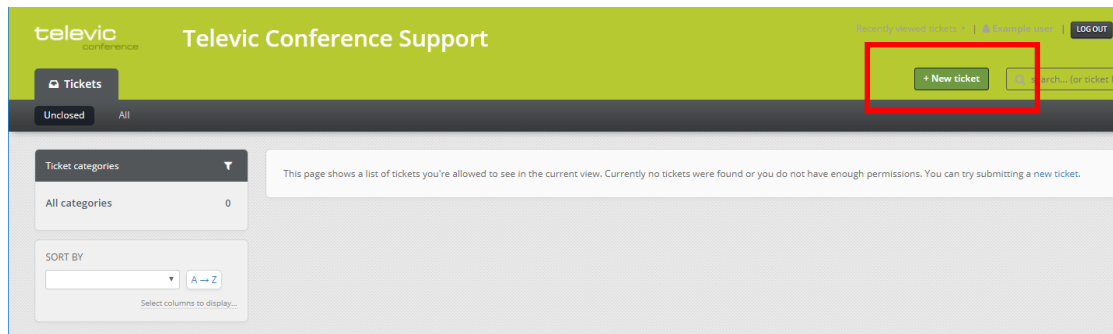 televic
conference
Televic Conference Support
Recently viewed tickets
Example user
LOG OUT
Tickets
+ New ticket
search... (or ticket
Unclosed
All
Ticket categories
This page shows a list of tickets you're allowed to see in the current view. Currently no tickets were found or you do not have enough permissions. You can try submitting a new ticket.
All categories
0
SORT BY
A → Z
Select columns to display...